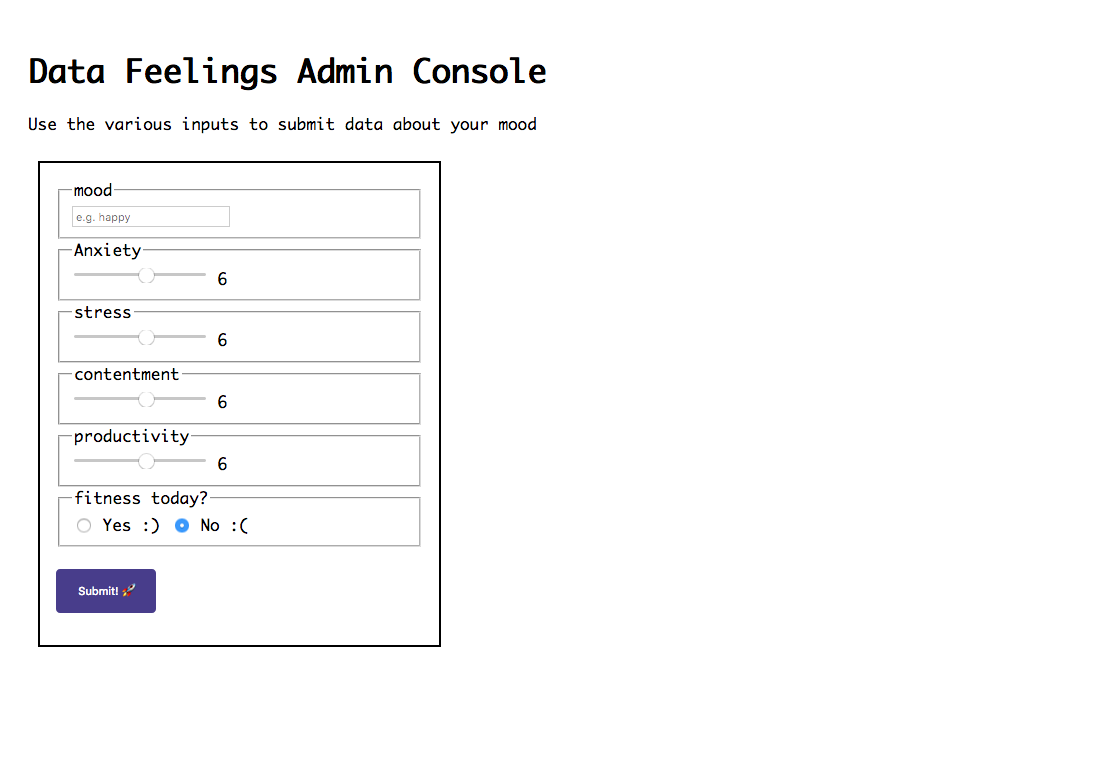 Data Feelings Admin Console
Use the various inputs to submit data about your mood
mood
e.g. happy
Anxiety
6
stress
6
contentment
6
productivity
6
fitness today?
Yes :) No :(
Submit! 🚀